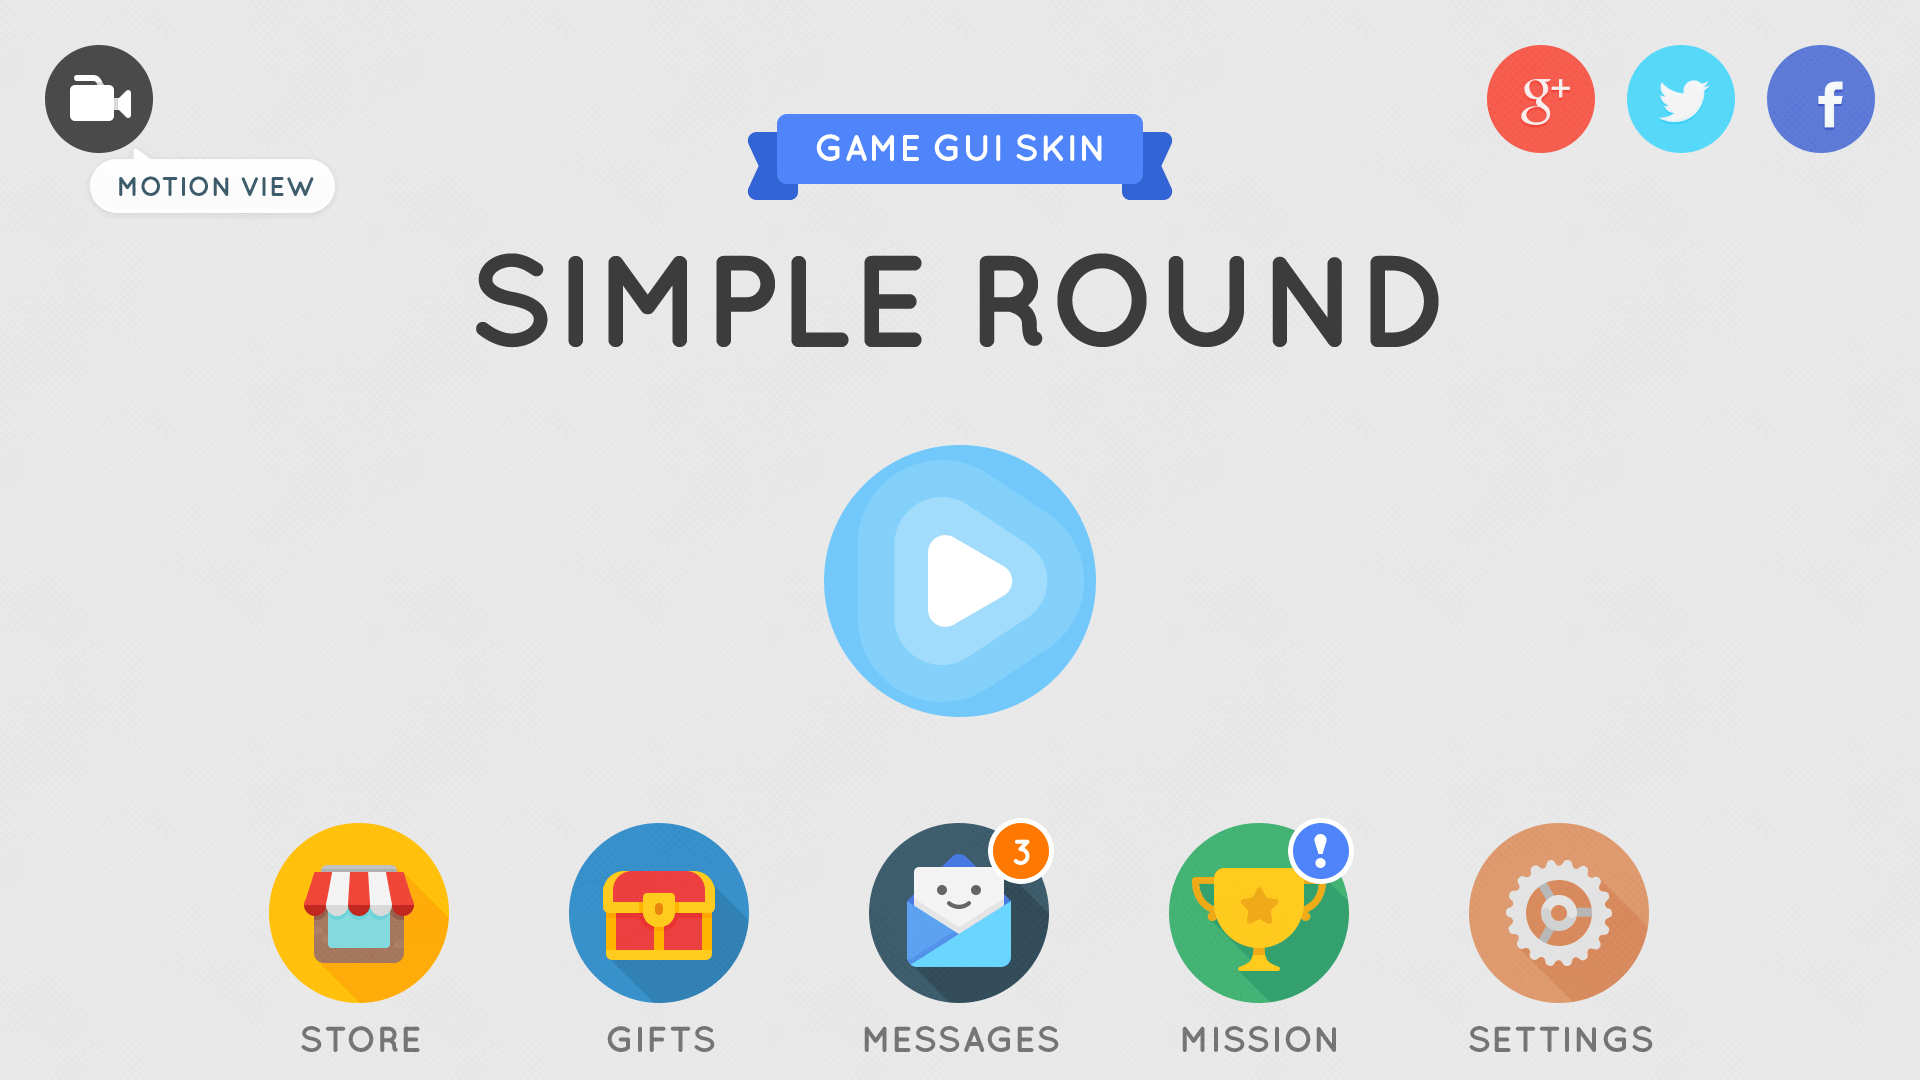 GAME GUI SKIN
g+
f
MOTION VIEW
SIMPLE ROUND
3
!
STORE
GIFTS
MESSAGES
MISSION
SETTINGS